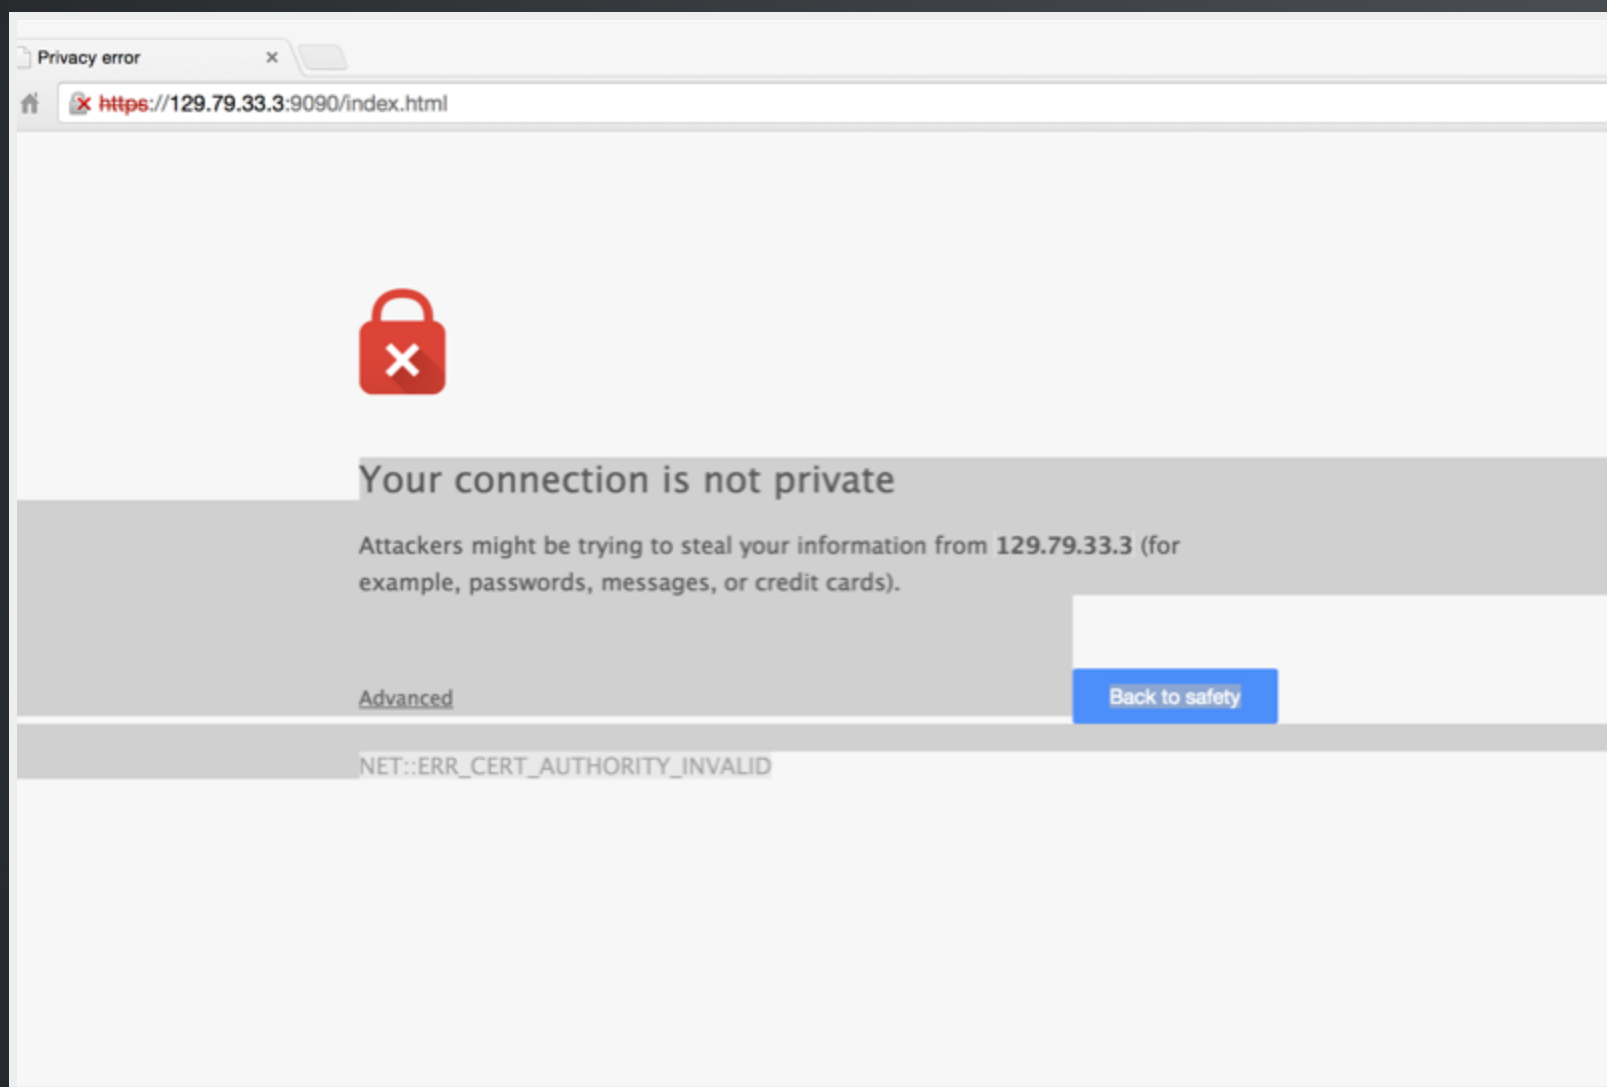 Privacy error
https://129.79.33.3:9090/index.html
Your connection is not private
Attackers might be trying to steal your information from 129.79.33.3 (for
example, passwords, messages, or credit cards).
Advanced
Back to safety
NET::ERR_CERT_AUTHORITY_INVALID